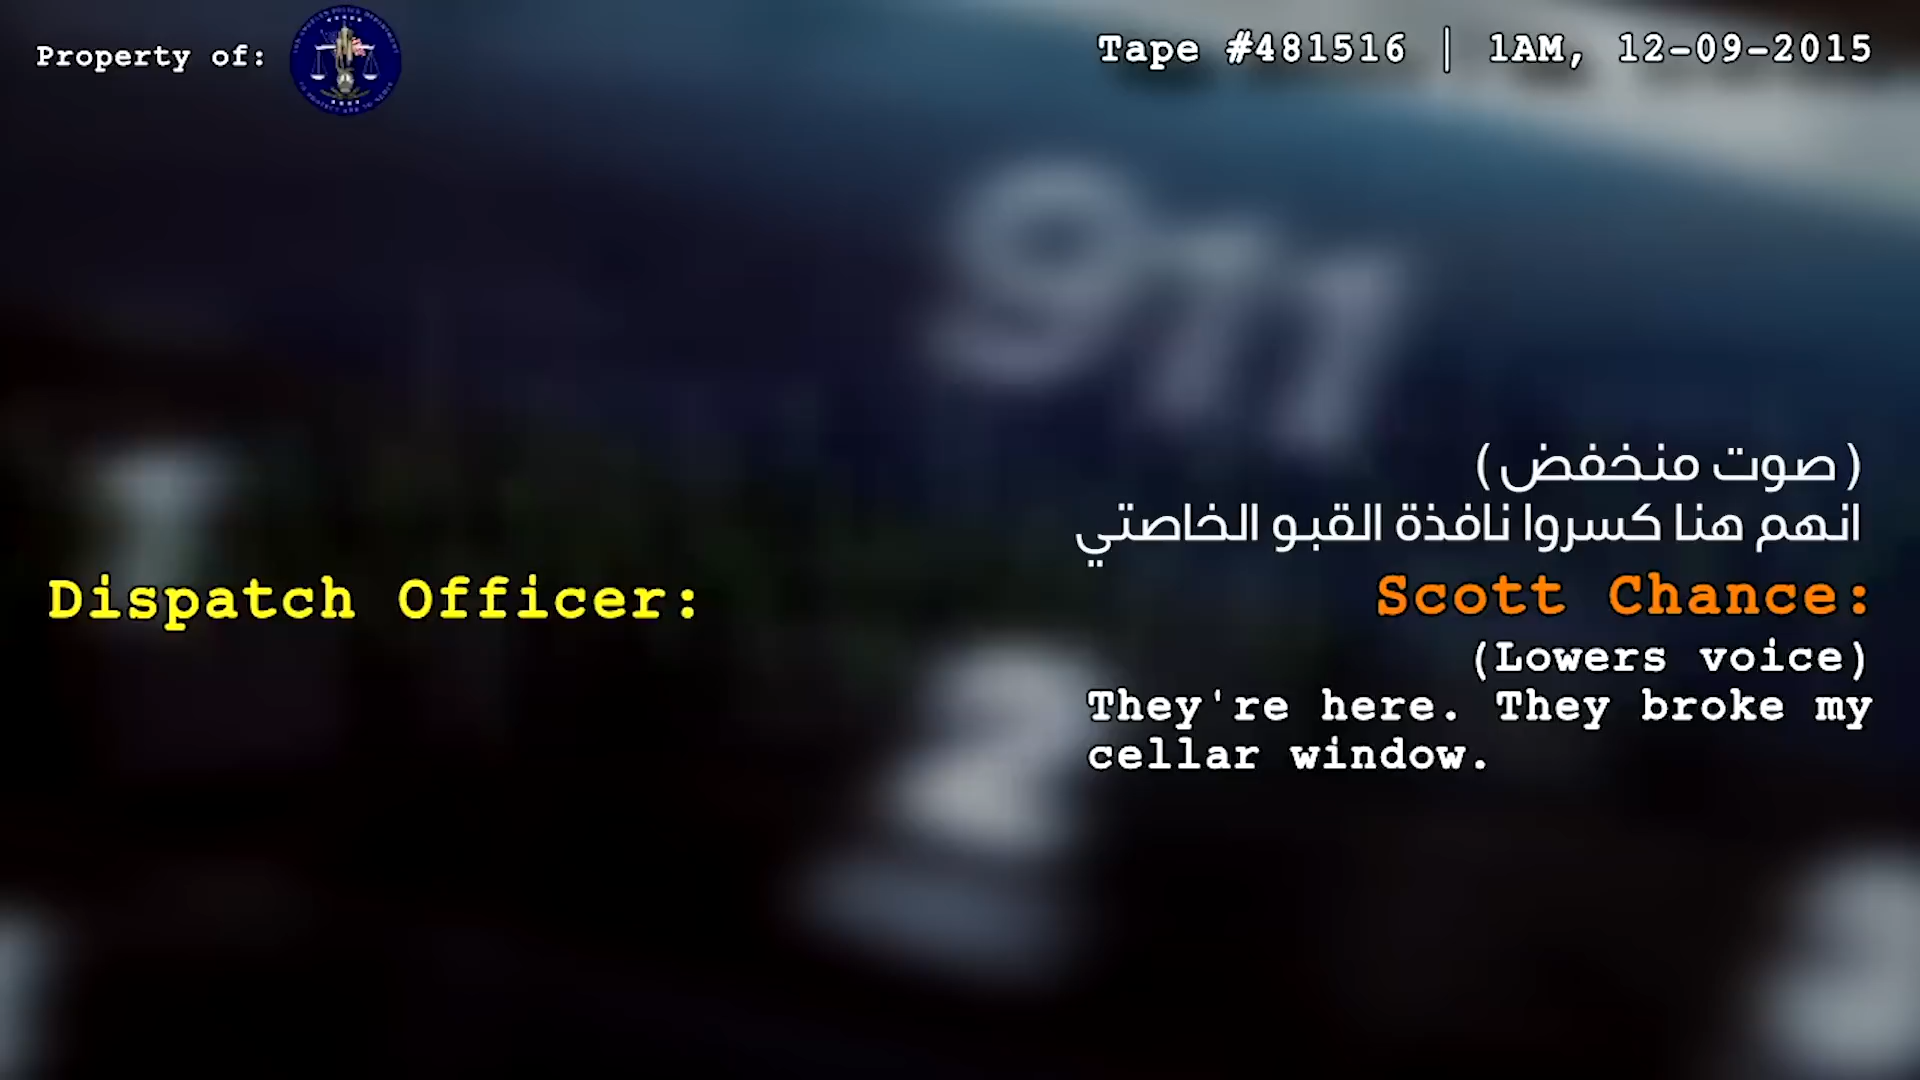 Property of:
Tape #481516 | 1AM, 12-09-2015
911
(صوت منخفض)
انهم هنا كسروا نافذة القبو الخاصتي
Dispatch Officer:
Scott Chance:
(Lowers voice)
They're here. They broke my
cellar window.